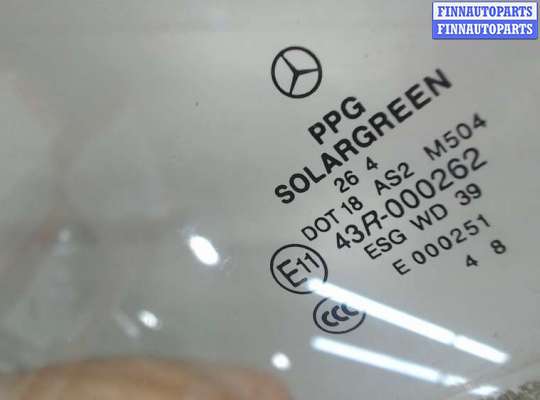 FINNAUTOPARTS
FINNAUTOPARTS
PPG
SOLARGREEN
26 4
DOT 18 AS2 M504
43R-000262
ESG WD 39
E11
E 000251
4 8
CCC